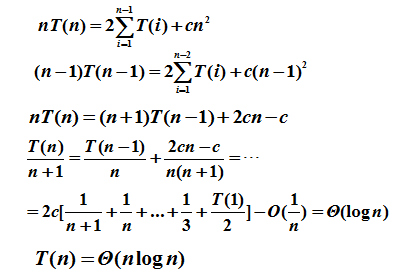 nT(n) = 2∑_{i=1}^{n-1} T(i) + cn²
(n-1)T(n-1) = 2∑_{i=1}^{n-2} T(i) + c(n-1)²
nT(n) = (n+1)T(n-1) + 2cn - c
T(n)/(n+1) = T(n-1)/n + (2cn - c)/(n(n+1)) = ⋯
= 2c[1/(n+1) + 1/n + ... + 1/3 + T(1)/2] - O(1/n) = Θ(log n)
T(n) = Θ(n log n)